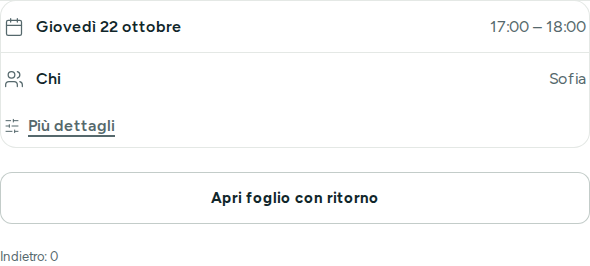 Giovedì 22 ottobre 17:00 – 18:00
Chi Sofia
Più dettagli
Apri foglio con ritorno
Indietro: 0